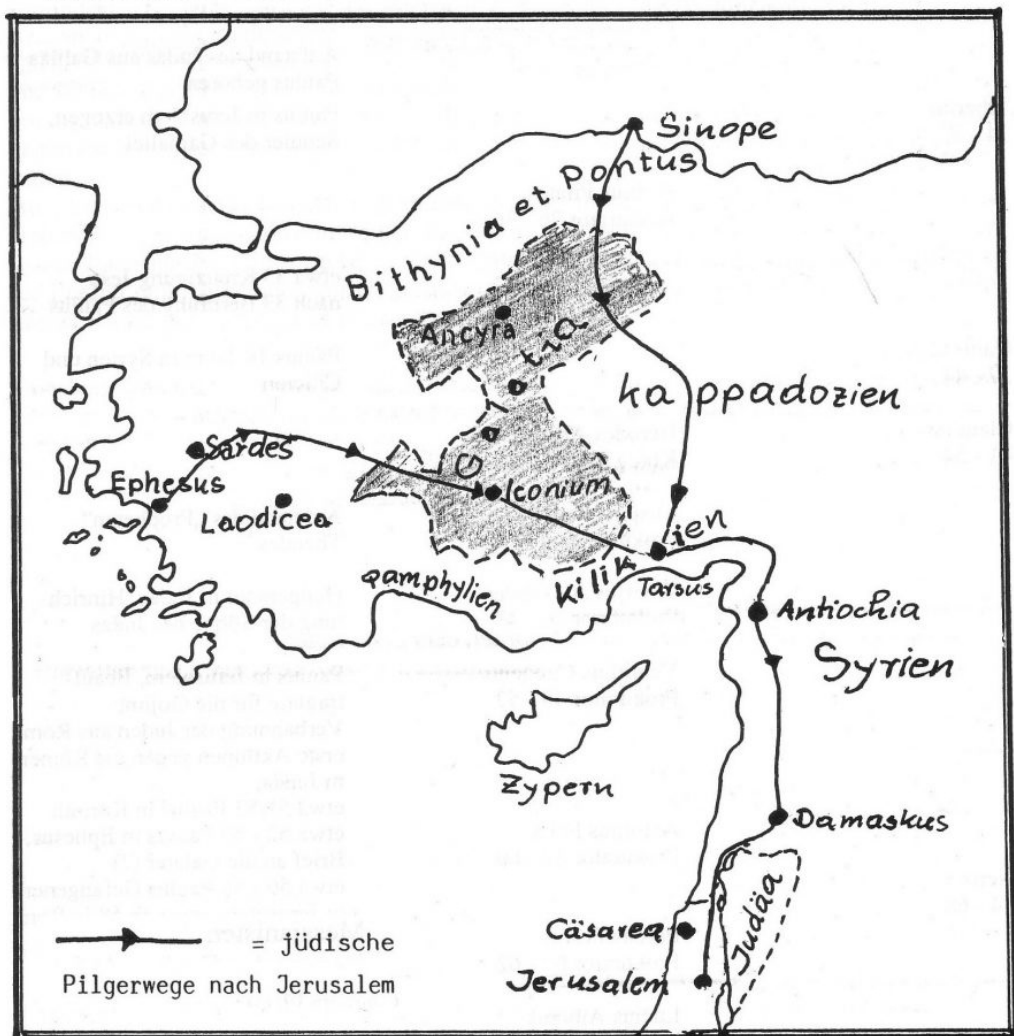 Sinope
Bithynia et Pontus
Ancyra
Kappadozien
Sardes
Ephesus
Iconium
Laodicea
Kilikien
pamphylien
Tarsus
Antiochia
Syrien
Zypern
Damaskus
Judäa
Cäsarea
Jerusalem
= jüdische
Pilgerwege nach Jerusalem